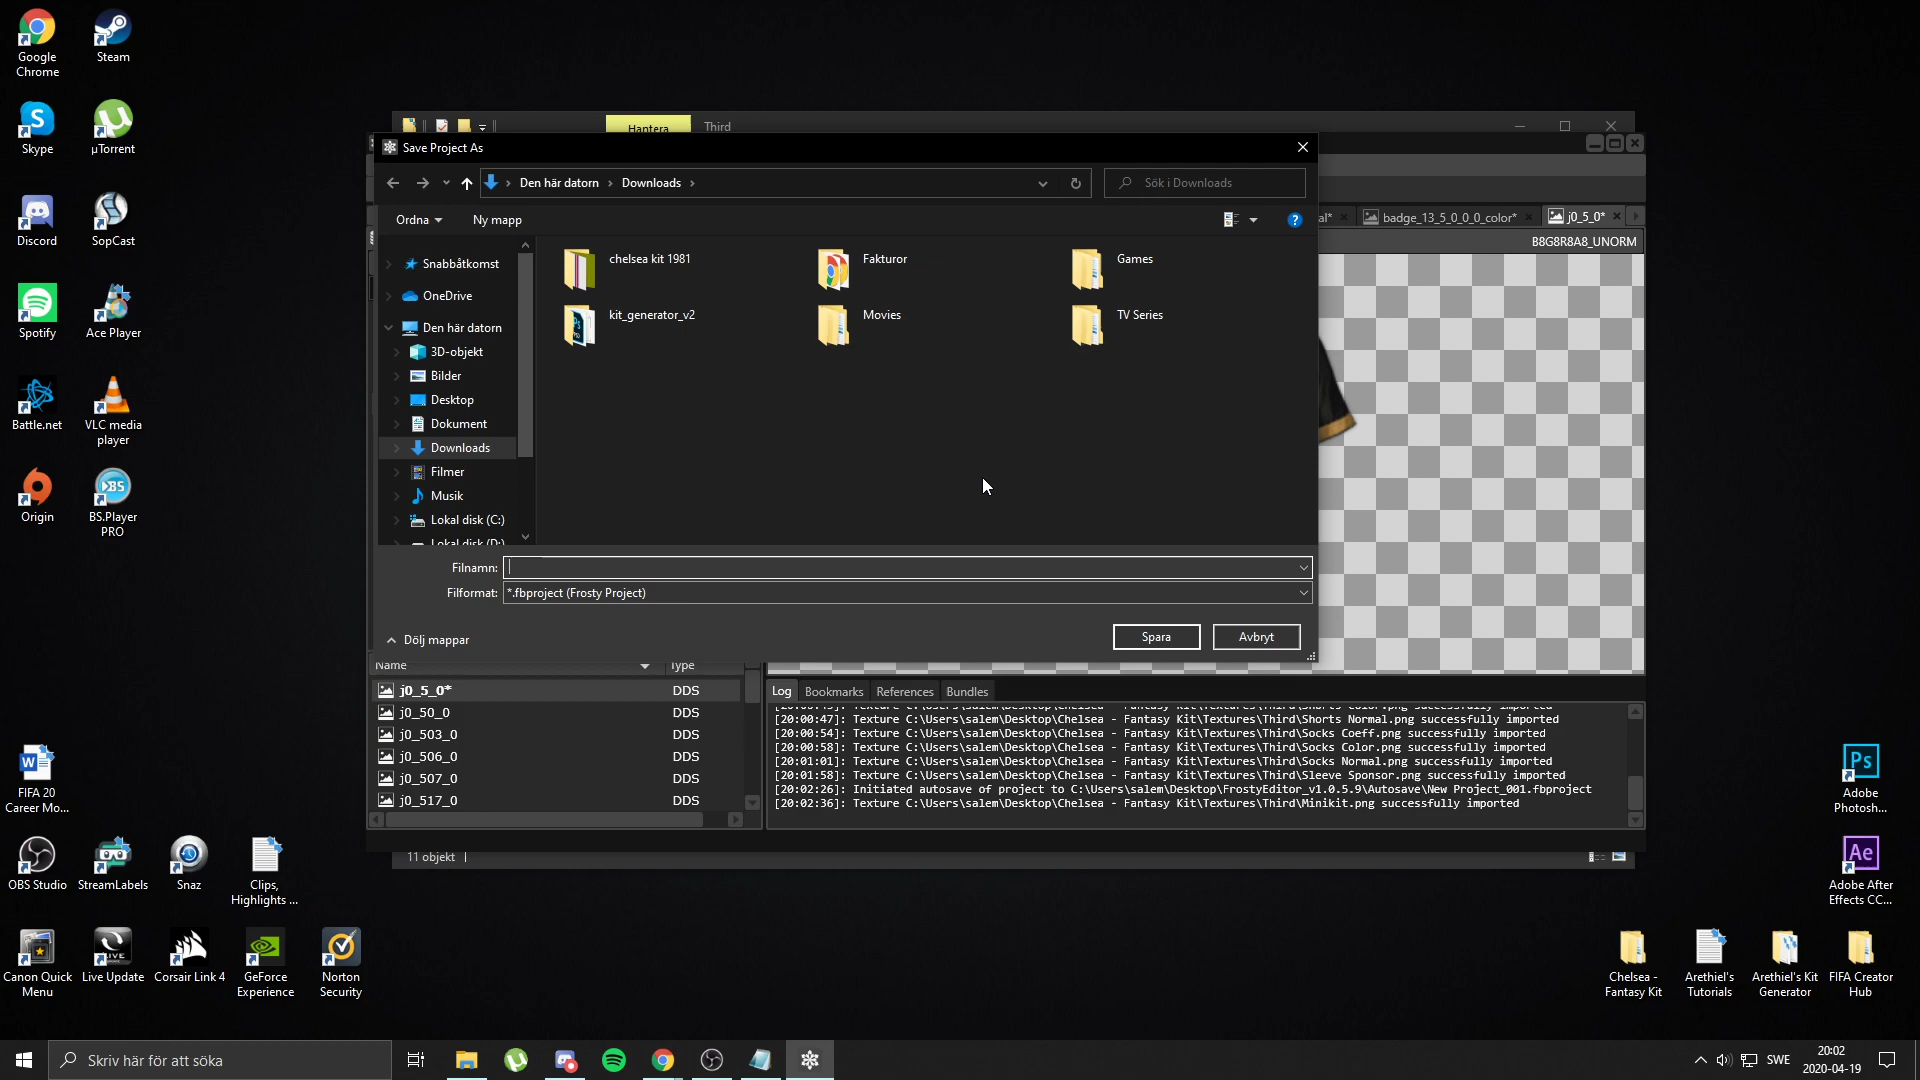 Google
Chrome
Steam
Skype
µTorrent
Discord
SopCast
Spotify
Ace Player
Battle.net
VLC media
player
Origin
BS.Player
PRO
FIFA 20
Career Mo...
OBS Studio
StreamLabels
Snaz
Clips,
Highlights ...
Canon Quick
Menu
Live Update
Corsair Link 4
GeForce
Experience
Norton
Security
Hantera
Third
Save Project As
Den här datorn
Downloads
Sök i Downloads
Ordna
Ny mapp
Snabbåtkomst
OneDrive
Den här datorn
3D-objekt
Bilder
Desktop
Dokument
Downloads
Filmer
Musik
Lokal disk (C:)
Lokal disk (D:)
chelsea kit 1981
Fakturor
Games
kit_generator_v2
Movies
TV Series
Filnamn:
Filformat: *.fbproject (Frosty Project)
Dölj mappar
Spara
Avbryt
badge_13_5_0_0_0_color*
j0_5_0*
B8G8R8A8_UNORM
Name
Type
j0_5_0* DDS
j0_50_0 DDS
j0_503_0 DDS
j0_506_0 DDS
j0_507_0 DDS
j0_517_0 DDS
Log Bookmarks References Bundles
[20:00:47]: Texture C:\Users\salem\Desktop\Chelsea - Fantasy Kit\Textures\Third\Shorts Normal.png successfully imported
[20:00:54]: Texture C:\Users\salem\Desktop\Chelsea - Fantasy Kit\Textures\Third\Socks Coeff.png successfully imported
[20:00:58]: Texture C:\Users\salem\Desktop\Chelsea - Fantasy Kit\Textures\Third\Socks Color.png successfully imported
[20:01:01]: Texture C:\Users\salem\Desktop\Chelsea - Fantasy Kit\Textures\Third\Socks Normal.png successfully imported
[20:01:58]: Texture C:\Users\salem\Desktop\Chelsea - Fantasy Kit\Textures\Third\Sleeve Sponsor.png successfully imported
[20:02:26]: Initiated autosave of project to C:\Users\salem\Desktop\FrostyEditor_v1.0.5.9\Autosave\New Project_001.fbproject
[20:02:36]: Texture C:\Users\salem\Desktop\Chelsea - Fantasy Kit\Textures\Third\Minikit.png successfully imported
11 objekt
Adobe
Photosh...
Adobe After
Effects CC...
Chelsea -
Fantasy Kit
Arethiel's
Tutorials
Arethiel's Kit
Generator
FIFA Creator
Hub
Skriv här för att söka
SWE
20:02
2020-04-19